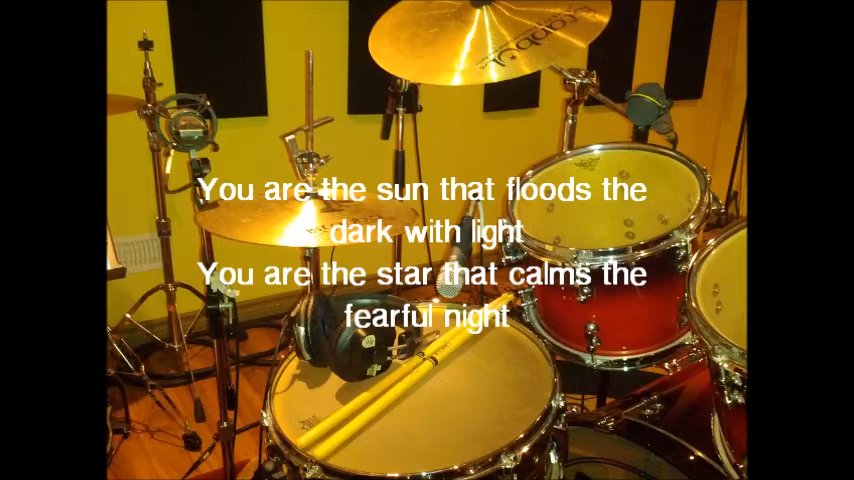 Istanbul
You are the sun that floods the
dark with light
You are the star that calms the
fearful night